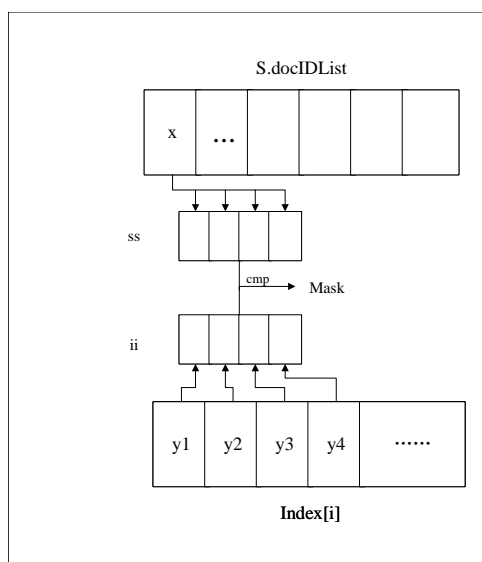 S.docIDList
x ...
ss
cmp
Mask
ii
y1 y2 y3 y4 ......
Index[i]